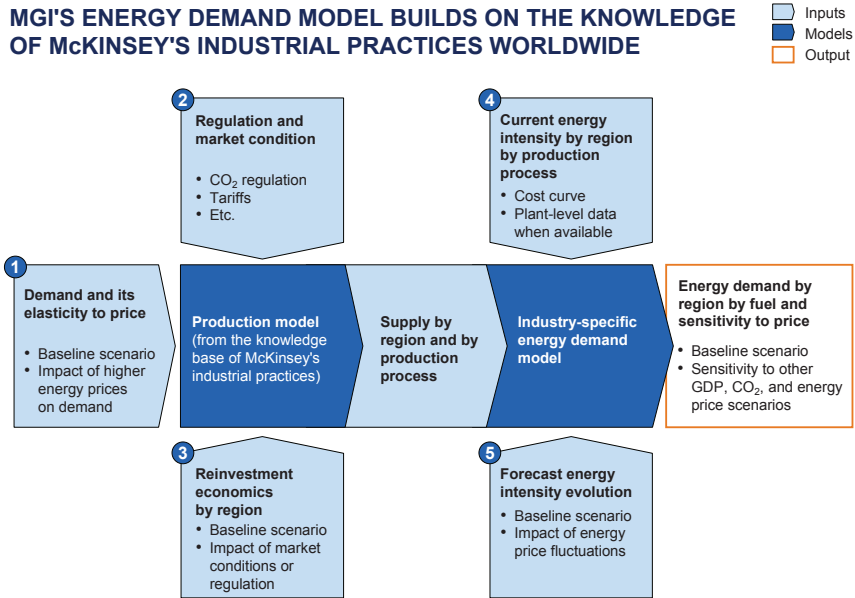 MGI'S ENERGY DEMAND MODEL BUILDS ON THE KNOWLEDGE
OF McKINSEY'S INDUSTRIAL PRACTICES WORLDWIDE
Inputs
Models
Output
2
Regulation and
market condition
• CO₂ regulation
• Tariffs
• Etc.
4
Current energy
intensity by region
by production
process
• Cost curve
• Plant-level data
when available
1
Demand and its
elasticity to price
• Baseline scenario
• Impact of higher
energy prices
on demand
Production model
(from the knowledge
base of McKinsey's
industrial practices)
Supply by
region and by
production
process
Industry-specific
energy demand
model
Energy demand by
region by fuel and
sensitivity to price
• Baseline scenario
• Sensitivity to other
GDP, CO₂, and energy
price scenarios
3
Reinvestment
economics
by region
• Baseline scenario
• Impact of market
conditions or
regulation
5
Forecast energy
intensity evolution
• Baseline scenario
• Impact of energy
price fluctuations